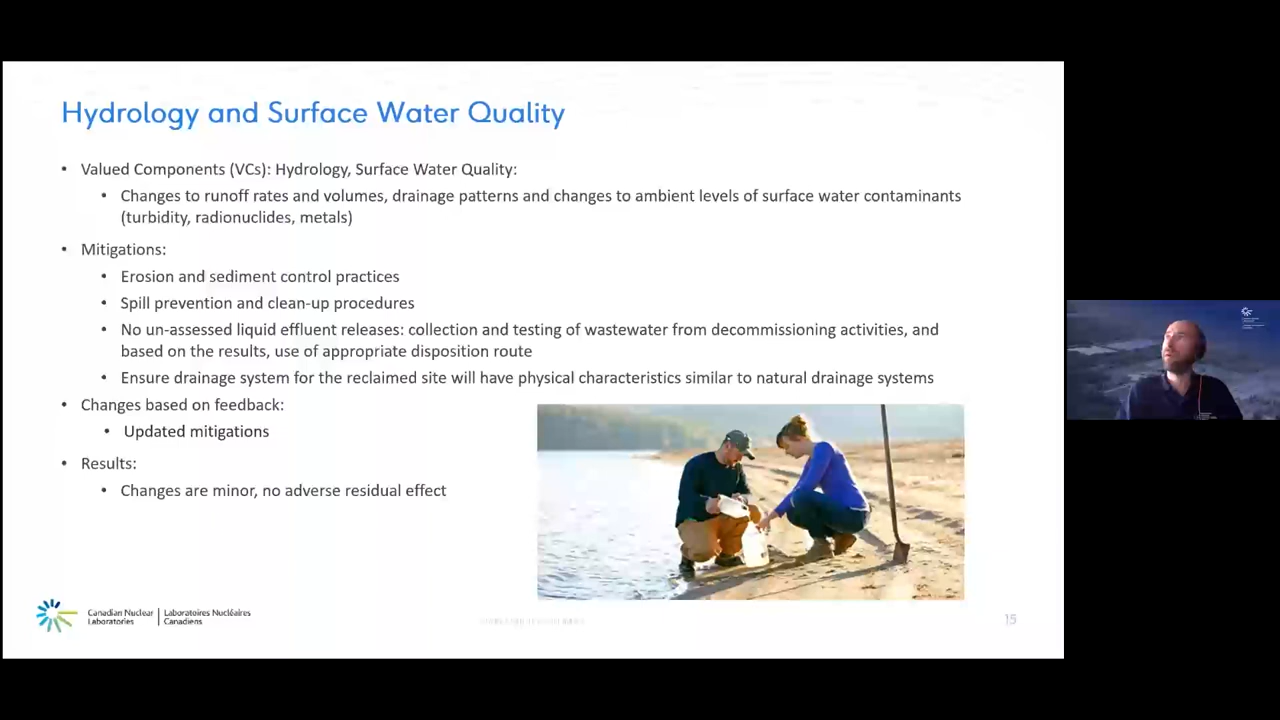 Hydrology and Surface Water Quality
• Valued Components (VCs): Hydrology, Surface Water Quality:
• Changes to runoff rates and volumes, drainage patterns and changes to ambient levels of surface water contaminants
(turbidity, radionuclides, metals)
• Mitigations:
• Erosion and sediment control practices
• Spill prevention and clean-up procedures
• No un-assessed liquid effluent releases: collection and testing of wastewater from decommissioning activities, and
based on the results, use of appropriate disposition route
• Ensure drainage system for the reclaimed site will have physical characteristics similar to natural drainage systems
• Changes based on feedback:
• Updated mitigations
• Results:
• Changes are minor, no adverse residual effect
Canadian Nuclear | Laboratoires Nucléaires
Laboratories | Canadiens
15